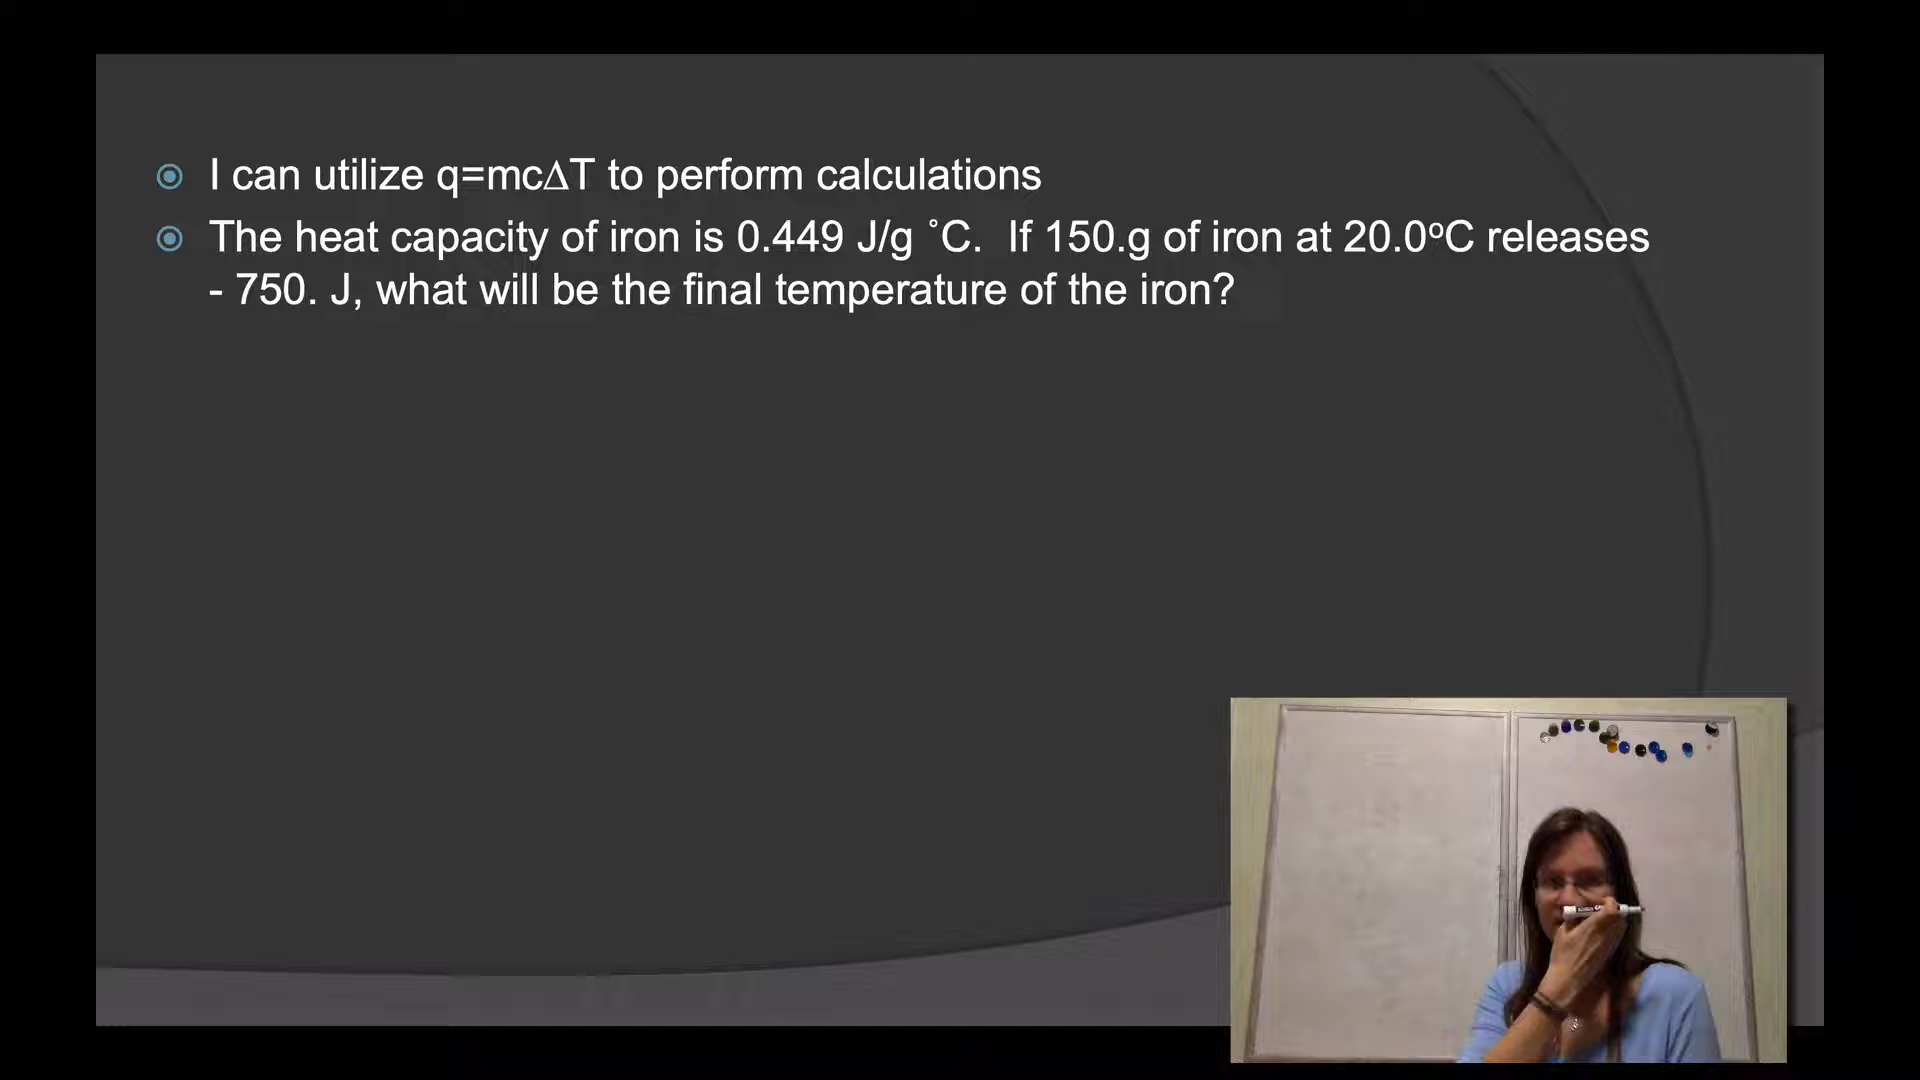 I can utilize q=mc∆T to perform calculations
The heat capacity of iron is 0.449 J/g ˚C.  If 150.g of iron at 20.0ºC releases
- 750. J, what will be the final temperature of the iron?